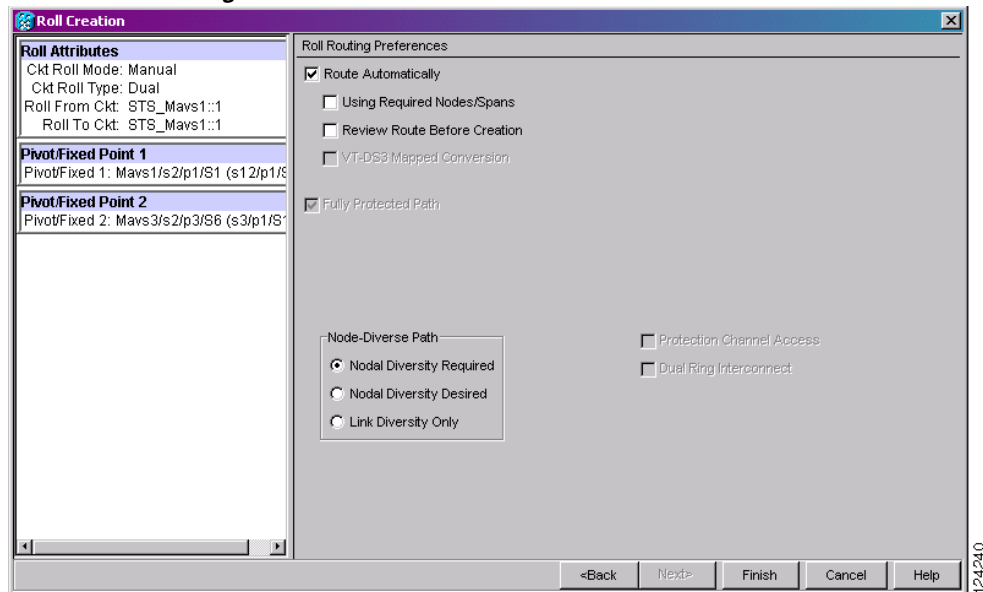 Roll Creation
Roll Attributes
Ckt Roll Mode: Manual
Ckt Roll Type: Dual
Roll From Ckt: STS_Mavs1::1
Roll To Ckt: STS_Mavs1::1
Pivot/Fixed Point 1
Pivot/Fixed 1: Mavs1/s2/p1/S1 (s12/p1/S
Pivot/Fixed Point 2
Pivot/Fixed 2: Mavs3/s2/p3/S6 (s3/p1/S1
Roll Routing Preferences
Route Automatically
Using Required Nodes/Spans
Review Route Before Creation
VT-DS3 Mapped Conversion
Fully Protected Path
Node-Diverse Path
Nodal Diversity Required
Nodal Diversity Desired
Link Diversity Only
Protection Channel Access
Dual Ring Interconnect
<Back
Next>
Finish
Cancel
Help
124240